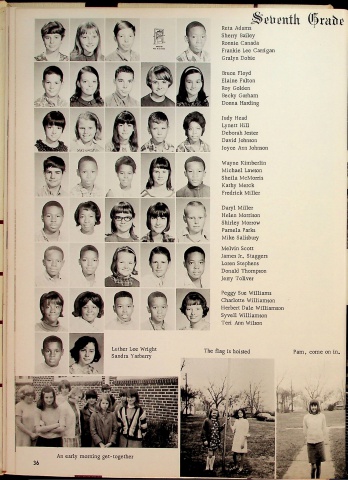 Seventh Grade
Reta Adams
Sherry Bailey
Ronnie Canada
Frankie Lee Carrigan
Gralyn Dobie
Bruce Floyd
Elaine Fulton
Roy Golden
Becky Gorham
Donna Harding
Judy Head
Lynett Hill
Deborah Jester
David Johnson
Joyce Ann Johnson
Wayne Kimberlin
Michael Lawson
Sheila McMorris
Kathy Morck
Fredrick Miller
Daryl Miller
Helen Morrison
Shirley Morrow
Pamela Parks
Mike Salisbury
Melvin Scott
James Jr. Staggers
Loren Stephens
Donald Thompson
Jerry Tolliver
Peggy Sue Williams
Charlotte Williamson
Herbert Dale Williamson
Sywell Williamson
Teri Ann Wilson
Luther Lee Wright
Sandra Yarberry
The flag is hoisted
Pam, come on in.
An early morning get-together
36